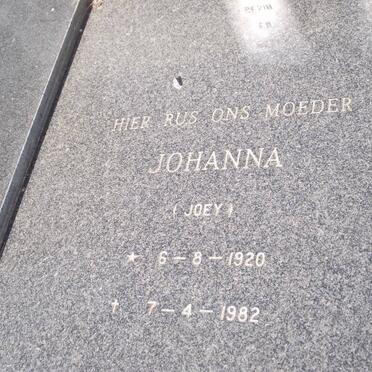 HIER RUS ONS MOEDER
JOHANNA
(JOEY)
* 6-8-1920
† 7-4-1982